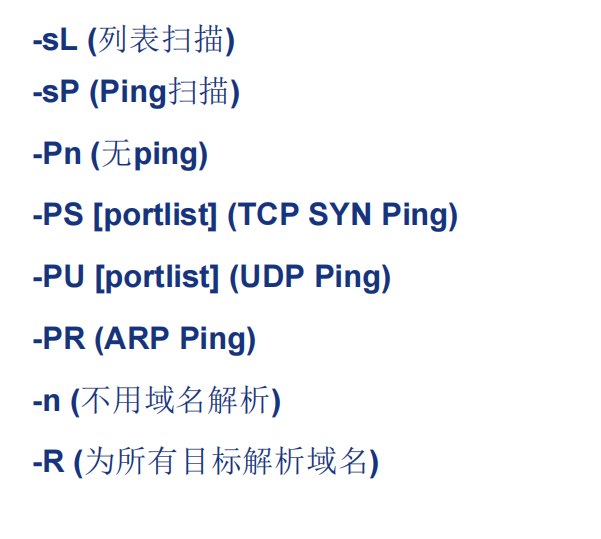 -sL (列表扫描)
-sP (Ping扫描)
-Pn (无ping)
-PS [portlist] (TCP SYN Ping)
-PU [portlist] (UDP Ping)
-PR (ARP Ping)
-n (不用域名解析)
-R (为所有目标解析域名)